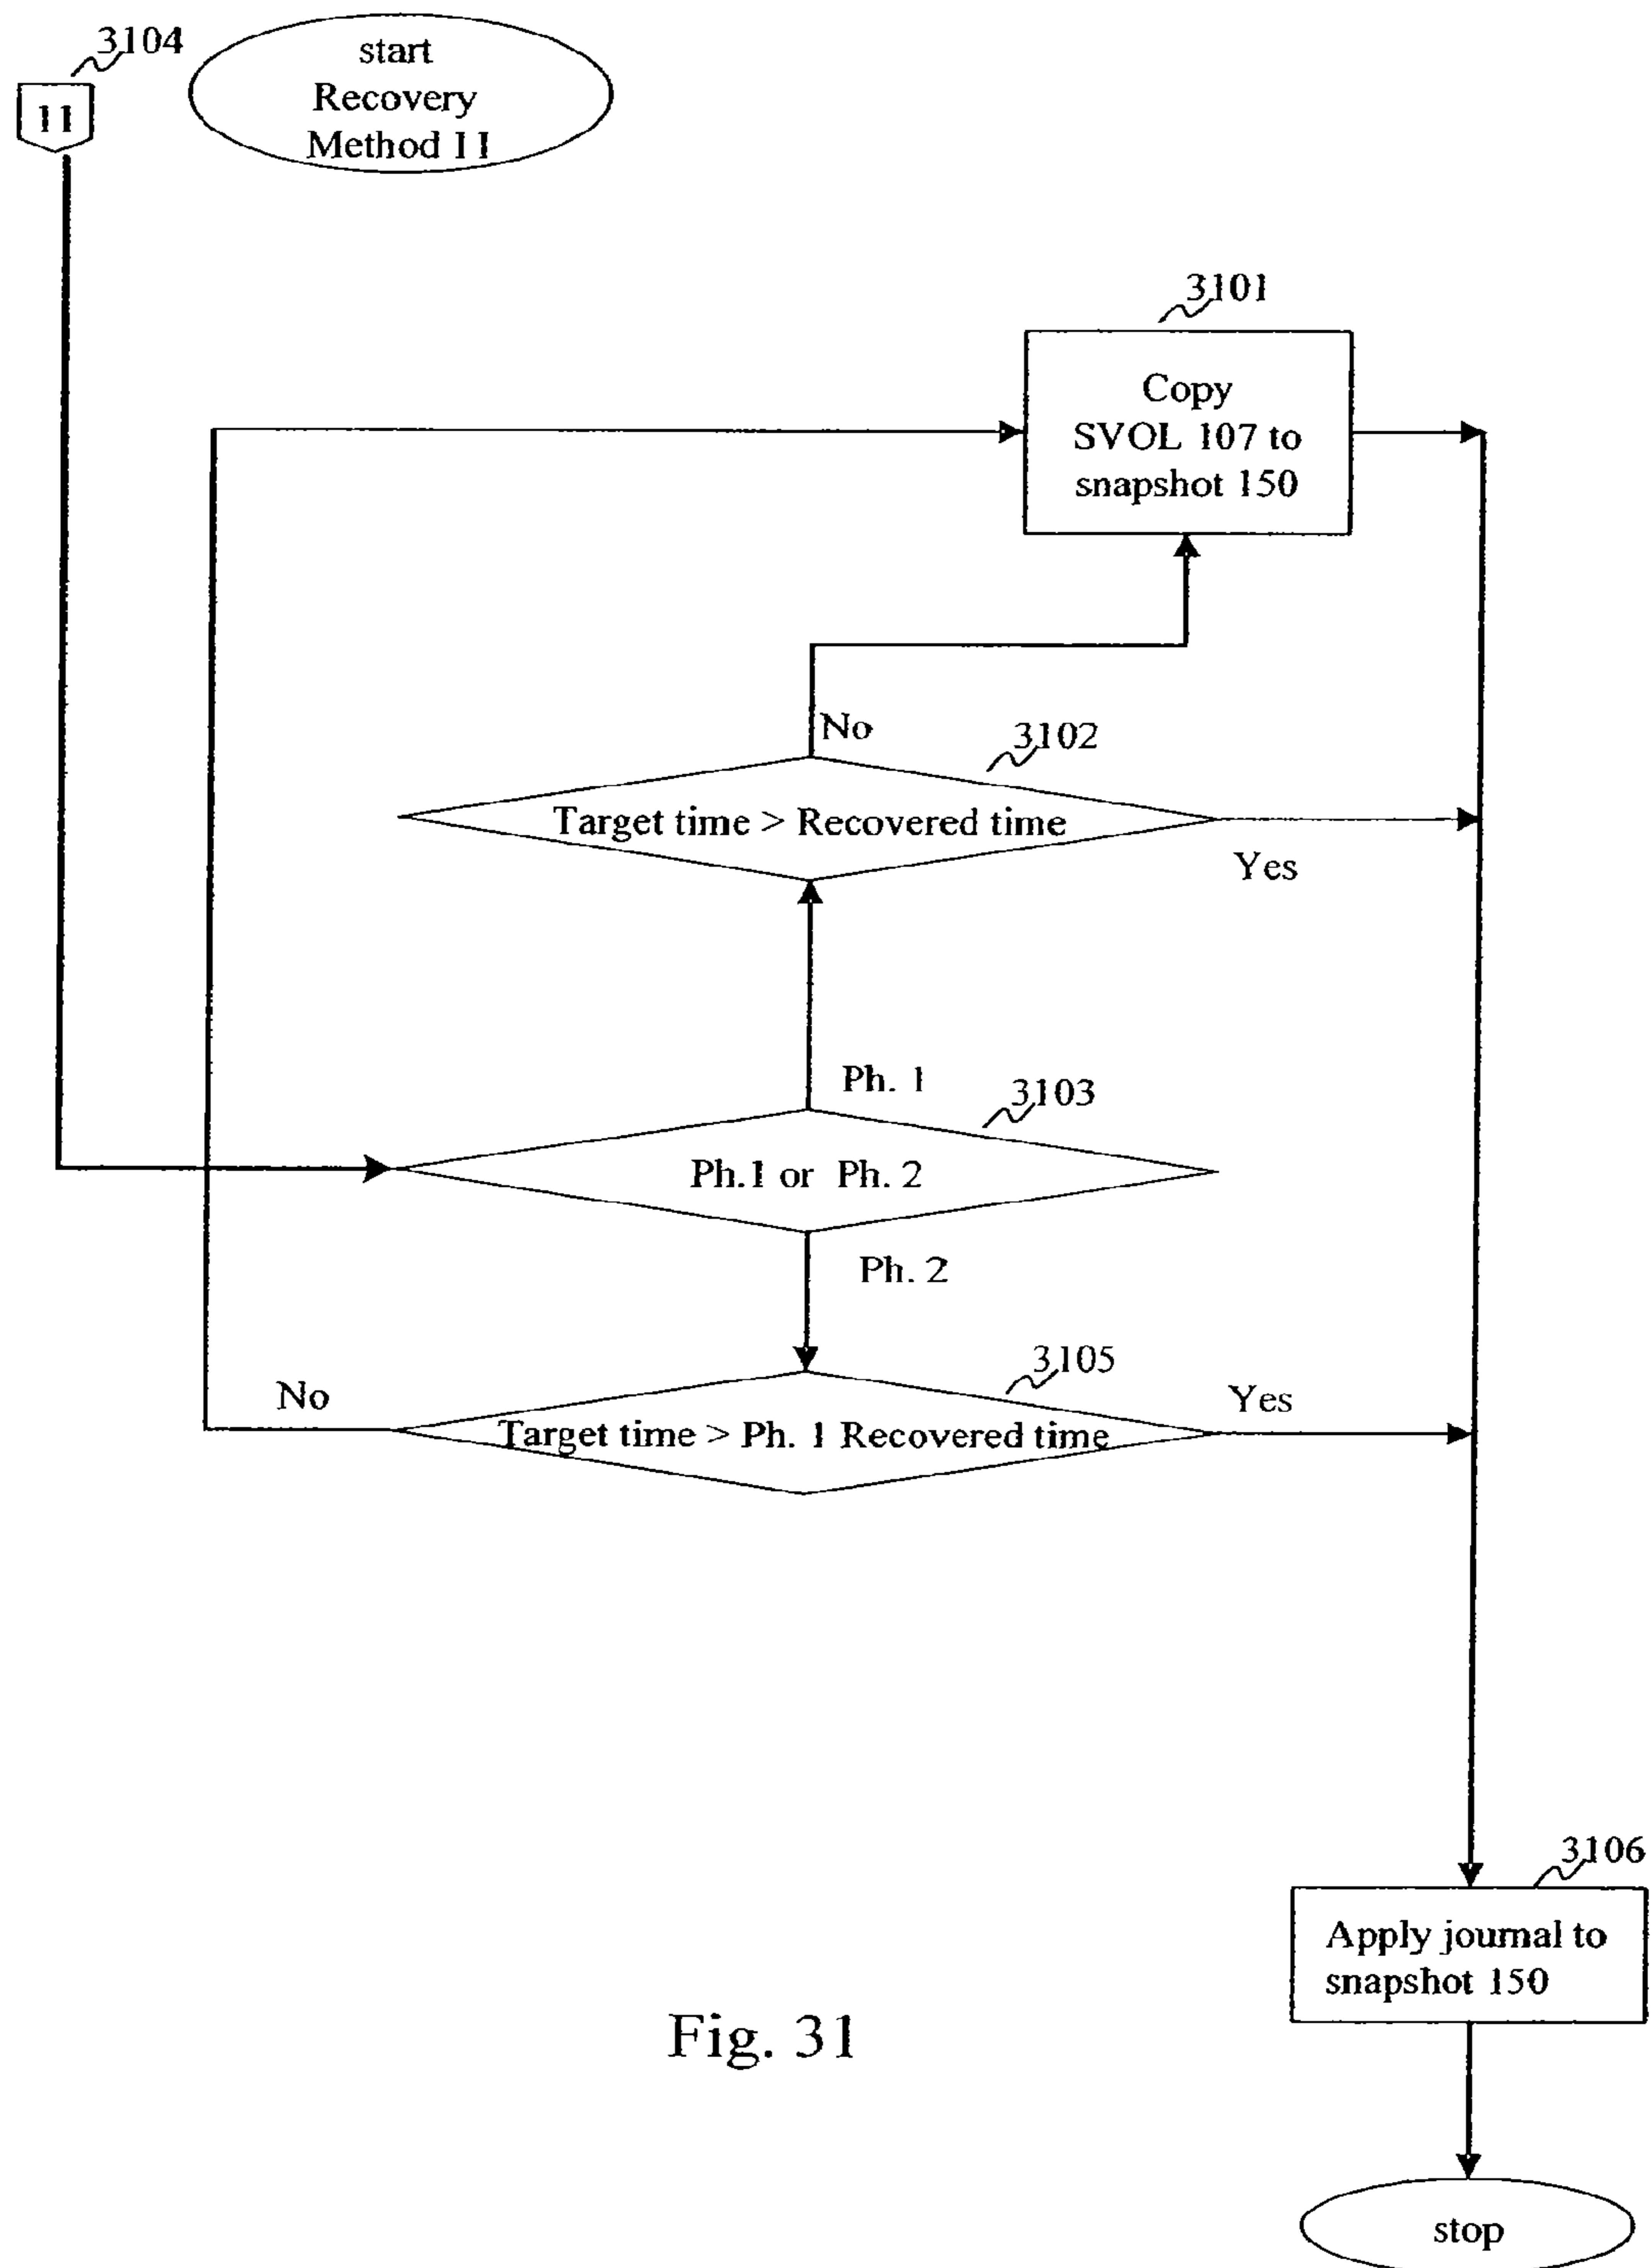 3104
11
start
Recovery
Method 11
3101
Copy
SVOL 107 to
snapshot 150
No
3102
Target time > Recovered time
Yes
Ph. 1
3103
Ph.1 or Ph. 2
Ph. 2
3105
No
Yes
Target time > Ph. 1 Recovered time
3106
Apply journal to
snapshot 150
Fig. 31
stop